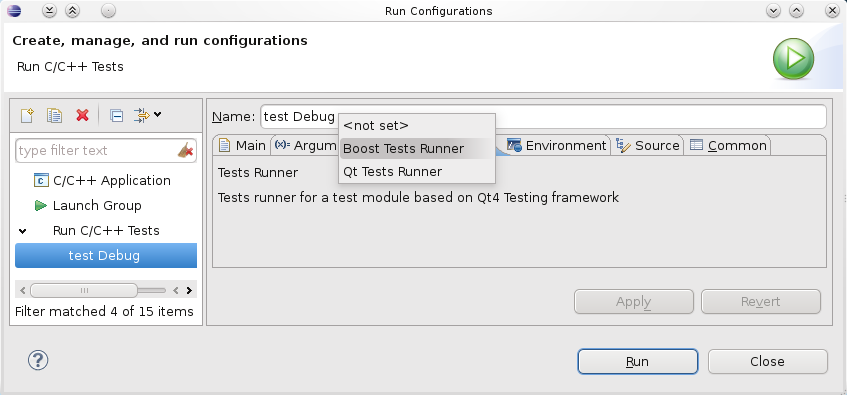 Run Configurations
Create, manage, and run configurations
Run C/C++ Tests
type filter text
C/C++ Application
Launch Group
Run C/C++ Tests
test Debug
Filter matched 4 of 15 items
Name: test Debug
<not set>
Boost Tests Runner
Qt Tests Runner
Main (x)= Argum Environment Source Common
Tests Runner
Tests runner for a test module based on Qt4 Testing framework
Apply Revert
? Run Close